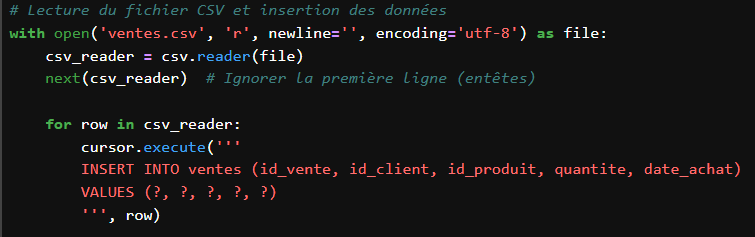 # Lecture du fichier CSV et insertion des données
with open('ventes.csv', 'r', newline='', encoding='utf-8') as file:
    csv_reader = csv.reader(file)
    next(csv_reader)  # Ignorer la première ligne (entêtes)

    for row in csv_reader:
        cursor.execute('''
        INSERT INTO ventes (id_vente, id_client, id_produit, quantite, date_achat)
        VALUES (?, ?, ?, ?, ?)
        ''', row)